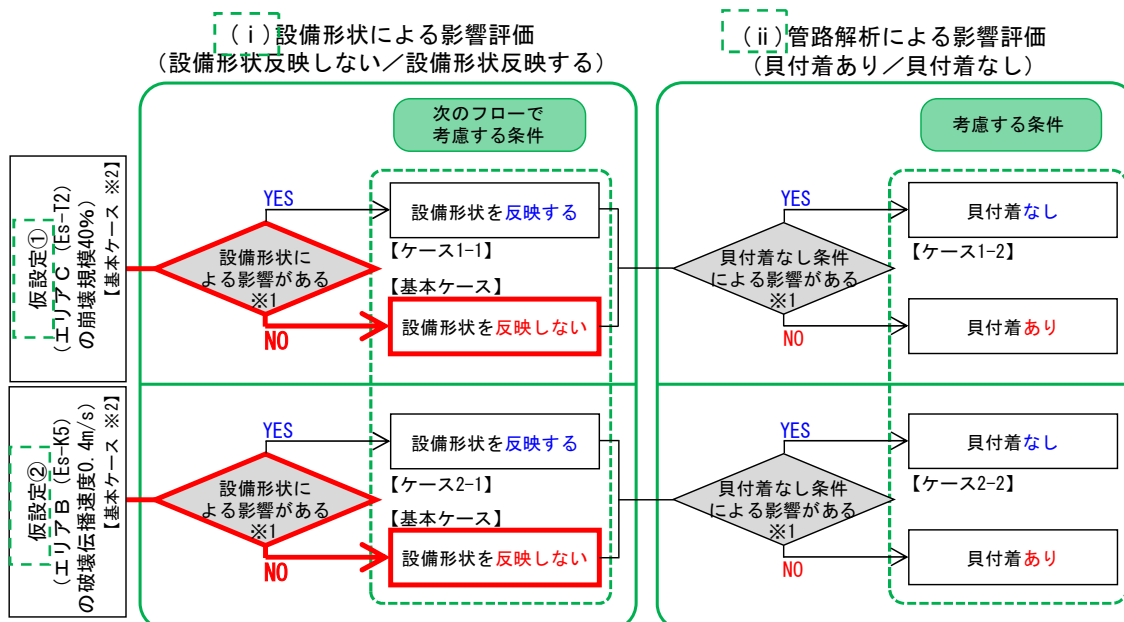 (ⅰ)設備形状による影響評価
(設備形状反映しない/設備形状反映する)
(ⅱ)管路解析による影響評価
(貝付着あり/貝付着なし)
次のフローで
考慮する条件
考慮する条件
仮設定①
(エリアC(Es-T2)
の崩壊規模40%)
【基本ケース ※2】
設備形状に
よる影響がある
※1
YES
設備形状を反映する
【ケース1-1】
【基本ケース】
NO
設備形状を反映しない
貝付着なし条件
による影響がある
※1
YES
貝付着なし
【ケース1-2】
NO
貝付着あり
仮設定②
(エリアB(Es-K5)
の破壊伝播速度0.4m/s)
【基本ケース ※2】
設備形状に
よる影響がある
※1
YES
設備形状を反映する
【ケース2-1】
【基本ケース】
NO
設備形状を反映しない
貝付着なし条件
による影響がある
※1
YES
貝付着なし
【ケース2-2】
NO
貝付着あり